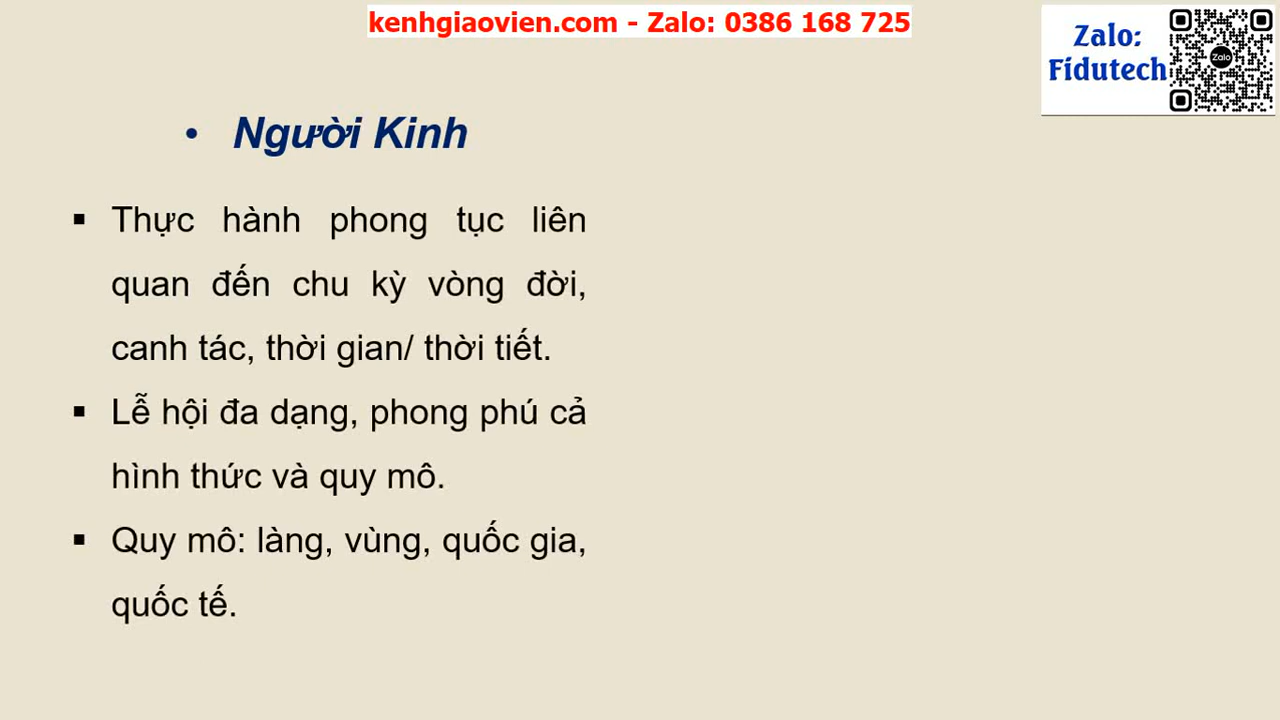 kenhgiaovien.com - Zalo: 0386 168 725
Zalo:
Fidutech
Zalo
• Người Kinh
▪ Thực hành phong tục liên
quan đến chu kỳ vòng đời,
canh tác, thời gian/ thời tiết.
▪ Lễ hội đa dạng, phong phú cả
hình thức và quy mô.
▪ Quy mô: làng, vùng, quốc gia,
quốc tế.